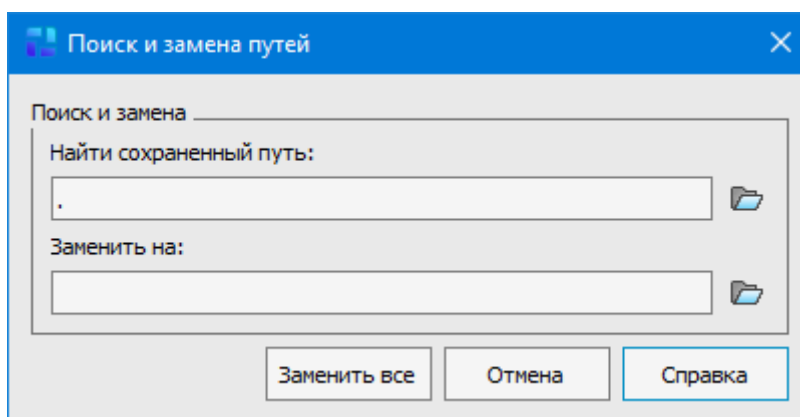 Поиск и замена путей
Поиск и замена
Найти сохраненный путь:
.
Заменить на:
Заменить все Отмена Справка